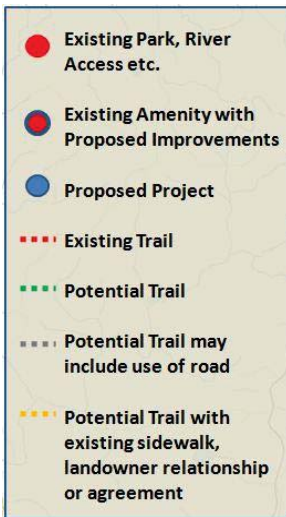 Existing Park, River
Access etc.
Existing Amenity with
Proposed Improvements
Proposed Project
Existing Trail
Potential Trail
Potential Trail may
include use of road
Potential Trail with
existing sidewalk,
landowner relationship
or agreement